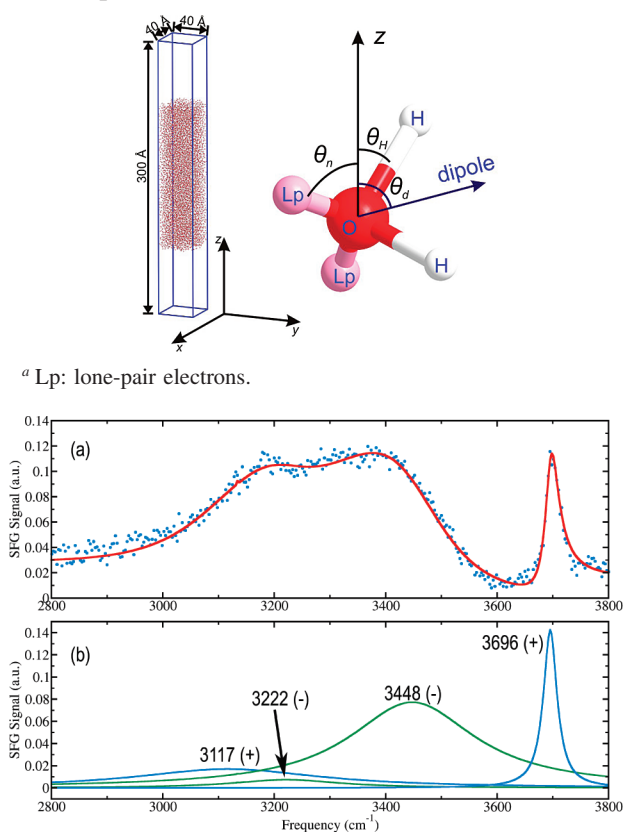 40 Å
40 Å
300 Å
z
y
x
z
θn
θH
θd
H
dipole
Lp
O
H
Lp
a Lp: lone-pair electrons.
(a)
SFG Signal (a.u.)
0.14
0.12
0.10
0.08
0.06
0.04
0.02
0
2800 3000 3200 3400 3600 3800
(b)
SFG Signal (a.u.)
0.14
0.12
0.10
0.08
0.06
0.04
0.02
0
3696 (+)
3222 (-)
3448 (-)
3117 (+)
2800 3000 3200 3400 3600 3800
Frequency (cm-1)